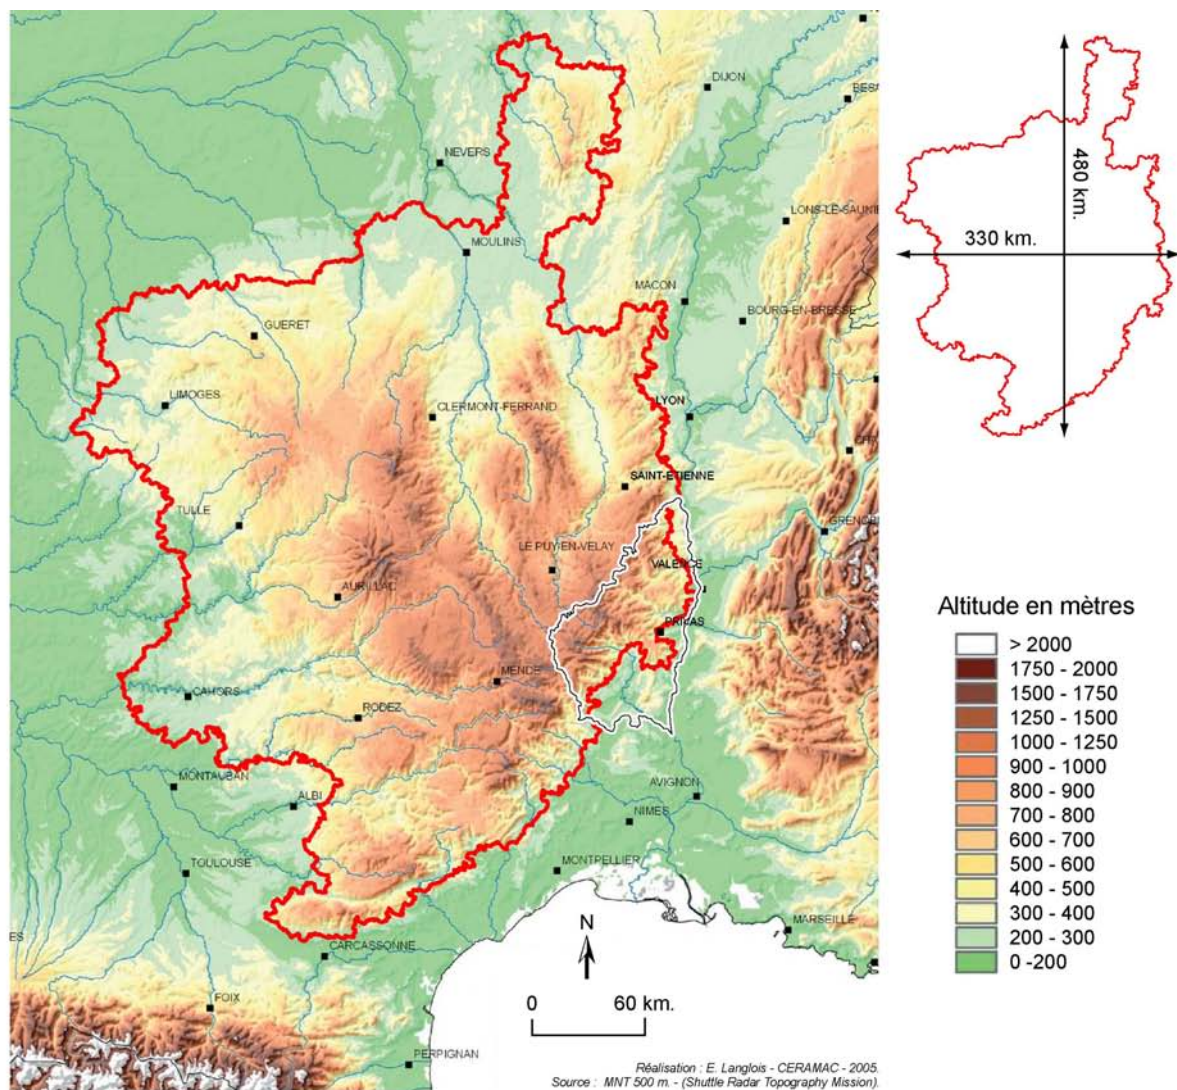 DIJON
BESA
NEVERS
LONS-LE-SAUNIE
MOULINS
MACON
BOURG-EN-BRESSE
GUERET
LIMOGES
CLERMONT-FERRAND
LYON
SAINT-ETIENNE
TULLE
GRENOB
LE PUY-EN-VELAY
VALENCE
AURILLAC
PRIVAS
MENDE
CAHORS
RODEZ
MONTAUBAN
ALBI
AVIGNON
NIMES
TOULOUSE
MONTPELLIER
MARSEILLE
ES
CARCASSONNE
FOIX
PERPIGNAN
N
0 60 km.
Réalisation : E. Langlois - CERAMAC - 2005.
Source : MNT 500 m. - (Shuttle Radar Topography Mission).
480 km.
330 km.
Altitude en mètres
> 2000
1750 - 2000
1500 - 1750
1250 - 1500
1000 - 1250
900 - 1000
800 - 900
700 - 800
600 - 700
500 - 600
400 - 500
300 - 400
200 - 300
0 -200